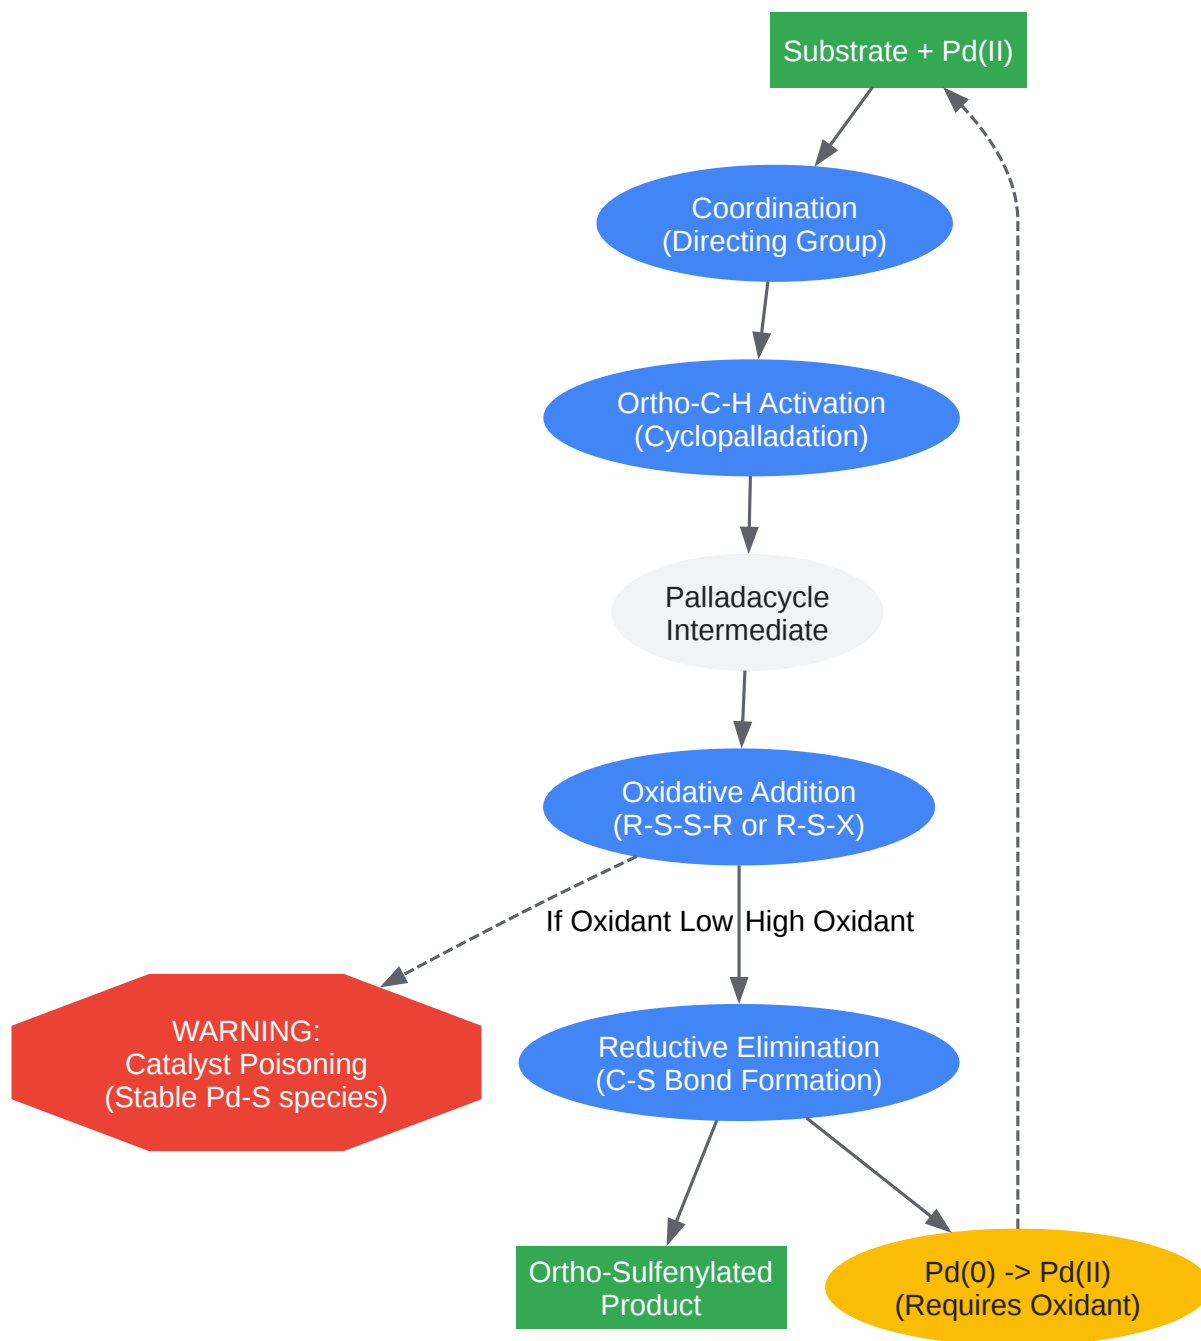 Substrate + Pd(II)
Coordination
(Directing Group)
Ortho-C-H Activation
(Cyclopalladation)
Palladacycle
Intermediate
Oxidative Addition
(R-S-S-R or R-S-X)
If Oxidant Low
High Oxidant
WARNING:
Catalyst Poisoning
(Stable Pd-S species)
Reductive Elimination
(C-S Bond Formation)
Ortho-Sulfenylated
Product
Pd(0) -> Pd(II)
(Requires Oxidant)